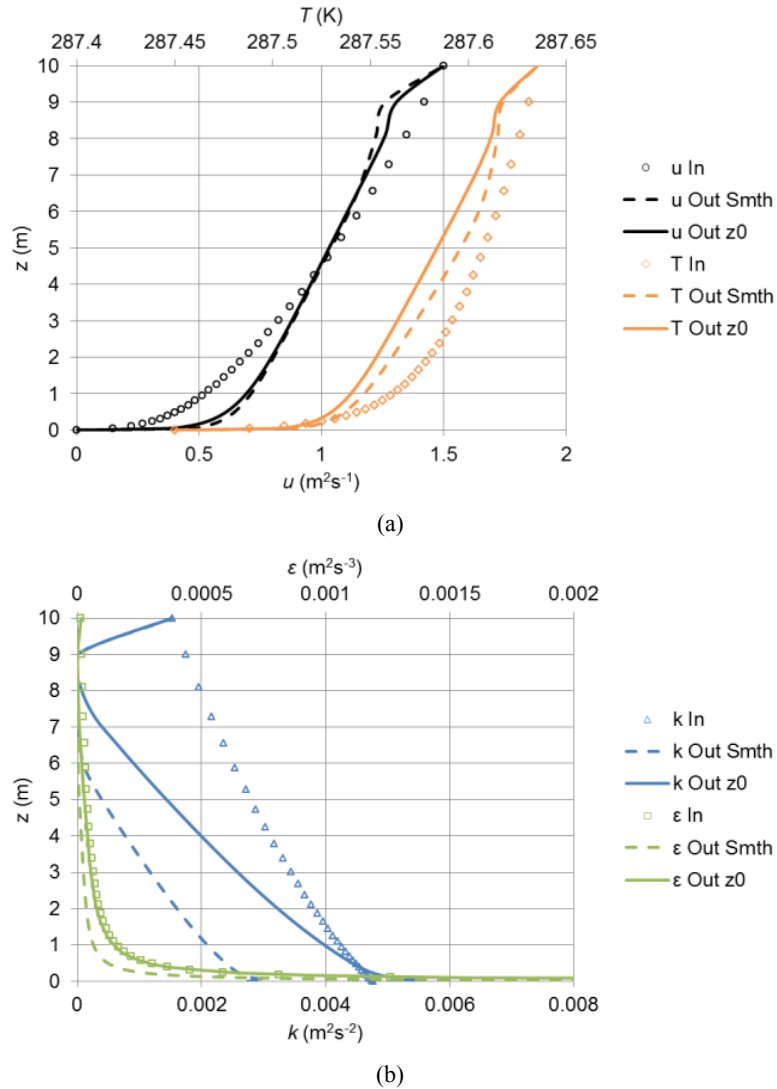 T (K)
287.4 287.45 287.5 287.55 287.6 287.65
10
9
8
7
6
5
4
3
2
1
0
z (m)
0 0.5 1 1.5 2
u (m²s⁻¹)
u In
u Out Smth
u Out z0
T In
T Out Smth
T Out z0
(a)
ε (m²s⁻³)
0 0.0005 0.001 0.0015 0.002
10
9
8
7
6
5
4
3
2
1
0
z (m)
0 0.002 0.004 0.006 0.008
k (m²s⁻²)
k In
k Out Smth
k Out z0
ε In
ε Out Smth
ε Out z0
(b)